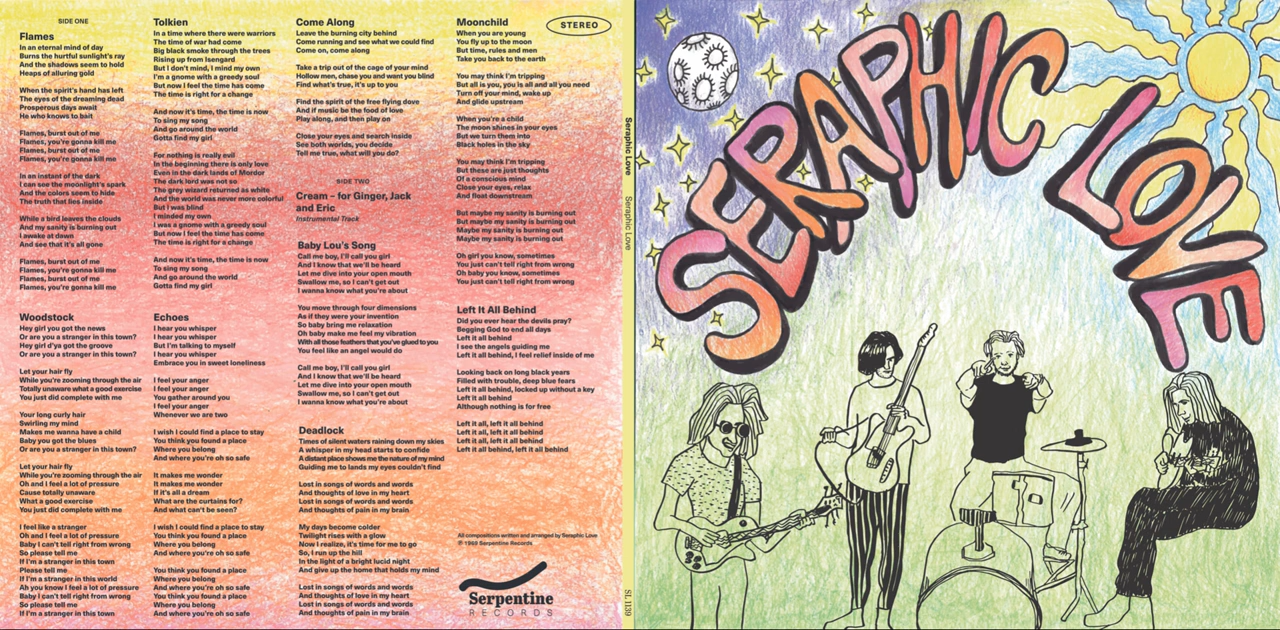 SIDE ONE
Flames
In an eternal mind of day
Burns the hurtful sunlight's ray
And the shadows seem to hold
Heaps of alluring gold
When the spirit's hand has left
The eyes of the dreaming dead
Prosperous days await
He who knows to bait
Flames, burst out of me
Flames, you're gonna kill me
Flames, burst out of me
Flames, you're gonna kill me
In an instant of the dark
I can see the moonlight's spark
And the colors seem to hide
The truth that lies inside
While a bird leaves the clouds
And my sanity is burning out
I awake at dawn
And see that it's all gone
Flames, burst out of me
Flames, you're gonna kill me
Flames, burst out of me
Flames, you're gonna kill me
Woodstock
Hey girl you got the news
Or are you a stranger in this town?
Hey girl d'ya got the groove
Or are you a stranger in this town?
Let your hair fly
While you're zooming through the air
Totally unaware what a good exercise
You just did complete with me
Your long curly hair
Swirling my mind
Makes me wanna have a child
Baby you got the blues
Or are you a stranger in this town?
Let your hair fly
While you're zooming through the air
Oh and I feel a lot of pressure
Cause totally unaware
What a good exercise
You just did complete with me
I feel like a stranger
Oh and I feel a lot of pressure
Baby I can't tell right from wrong
So please tell me
If I'm a stranger in this town
Please tell me
If I'm a stranger in this world
Ah you know I feel a lot of pressure
Baby I can't tell right from wrong
So please tell me
If I'm a stranger in this town
Tolkien
In a time where there were warriors
The time of war had come
Big black smoke through the trees
Rising up from Isengard
But I don't mind, I mind my own
I'm a gnome with a greedy soul
But now I feel the time has come
The time is right for a change
And now it's time, the time is now
To sing my song
And go around the world
Gotta find my girl
For nothing is really evil
In the beginning there is only love
Even in the dark lands of Mordor
The dark lord was not so
The grey wizard returned as white
And the world was never more colorful
But I was blind
I minded my own
I was a gnome with a greedy soul
But now I feel the time has come
The time is right for a change
And now it's time, the time is now
To sing my song
And go around the world
Gotta find my girl
Echoes
I hear you whisper
I hear you whisper
But I'm talking to myself
I hear you whisper
Embrace you in sweet loneliness
I feel your anger
I feel your anger
You gather around you
I feel your anger
Whenever we are two
I wish I could find a place to stay
You think you found a place
Where you belong
And where you're oh so safe
It makes me wonder
It makes me wonder
If it's all a dream
What are the curtains for?
And what can't be seen?
I wish I could find a place to stay
You think you found a place
Where you belong
And where you're oh so safe
You think you found a place
Where you belong
And where you're oh so safe
You think you found a place
Where you belong
And where you're oh so safe
Come Along
Leave the burning city behind
Come running and see what we could find
Come on, come along
Take a trip out of the cage of your mind
Hollow men, chase you and want you blind
Find what's true, it's up to you
Find the spirit of the free flying dove
And if music be the food of love
Play along, and then play on
Close your eyes and search inside
See both worlds, you decide
Tell me true, what will you do?
SIDE TWO
Cream – for Ginger, Jack
and Eric
Instrumental Track
Baby Lou's Song
Call me boy, I'll call you girl
And I know that we'll be heard
Let me dive into your open mouth
Swallow me, so I can't get out
I wanna know what you're about
You move through four dimensions
As if they were your invention
So baby bring me relaxation
Oh baby make me feel my vibration
With all those feathers that you've glued to you
You feel like an angel would do
Call me boy, I'll call you girl
And I know that we'll be heard
Let me dive into your open mouth
Swallow me, so I can't get out
I wanna know what you're about
Deadlock
Times of silent waters raining down my skies
A whisper in my head starts to confide
A distant place shows me the nature of my mind
Guiding me to lands my eyes couldn't find
Lost in songs of words and words
And thoughts of love in my heart
Lost in songs of words and words
And thoughts of pain in my brain
My days become colder
Twilight rises with a glow
Now I realize, it's time for me to go
So, I run up the hill
In the light of a bright lucid night
And give up the home that holds my mind
Lost in songs of words and words
And thoughts of love in my heart
Lost in songs of words and words
And thoughts of pain in my brain
Moonchild
When you are young
You fly up to the moon
But time, rules and men
Take you back to the earth
You may think I'm tripping
But all is you, you is all and all you need
Turn off your mind, wake up
And glide upstream
When you're a child
The moon shines in your eyes
But we turn them into
Black holes in the sky
You may think I'm tripping
But these are just thoughts
Of a conscious mind
Close your eyes, relax
And float downstream
But maybe my sanity is burning out
But maybe my sanity is burning out
Maybe my sanity is burning out
Maybe my sanity is burning out
Oh girl you know, sometimes
You just can't tell right from wrong
Oh baby you know, sometimes
You just can't tell right from wrong
Left It All Behind
Did you ever hear the devils pray?
Begging God to end all days
Left it all behind
I see the angels guiding me
Left it all behind, I feel relief inside of me
Looking back on long black years
Filled with trouble, deep blue fears
Left it all behind, locked up without a key
Left it all behind
Although nothing is for free
Left it all, left it all behind
Left it all, left it all behind
Left it all, left it all behind
Left it all behind, left it all behind
All compositions written and arranged by Seraphic Love
℗ 1969 Serpentine Records
Serpentine
RECORDS
STEREO
Seraphic Love
Seraphic Love
SL 1139
SERAPHIC
LOVE